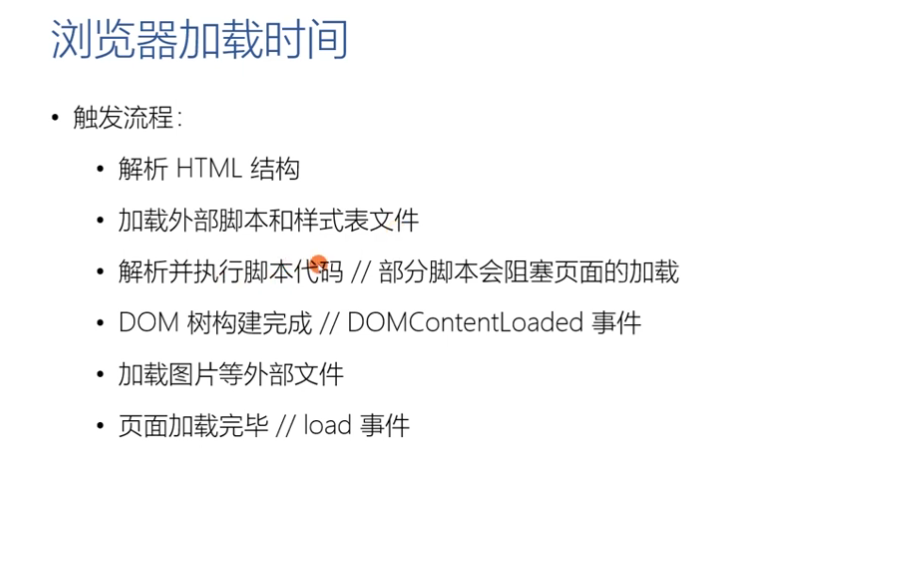 浏览器加载时间
• 触发流程：
• 解析 HTML 结构
• 加载外部脚本和样式表文件
• 解析并执行脚本代码 // 部分脚本会阻塞页面的加载
• DOM 树构建完成 // DOMContentLoaded 事件
• 加载图片等外部文件
• 页面加载完毕 // load 事件